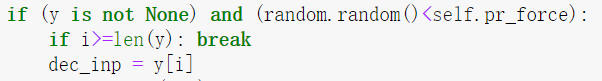 if (y is not None) and (random.random()<self.pr_force):
    if i>=len(y): break
    dec_inp = y[i]